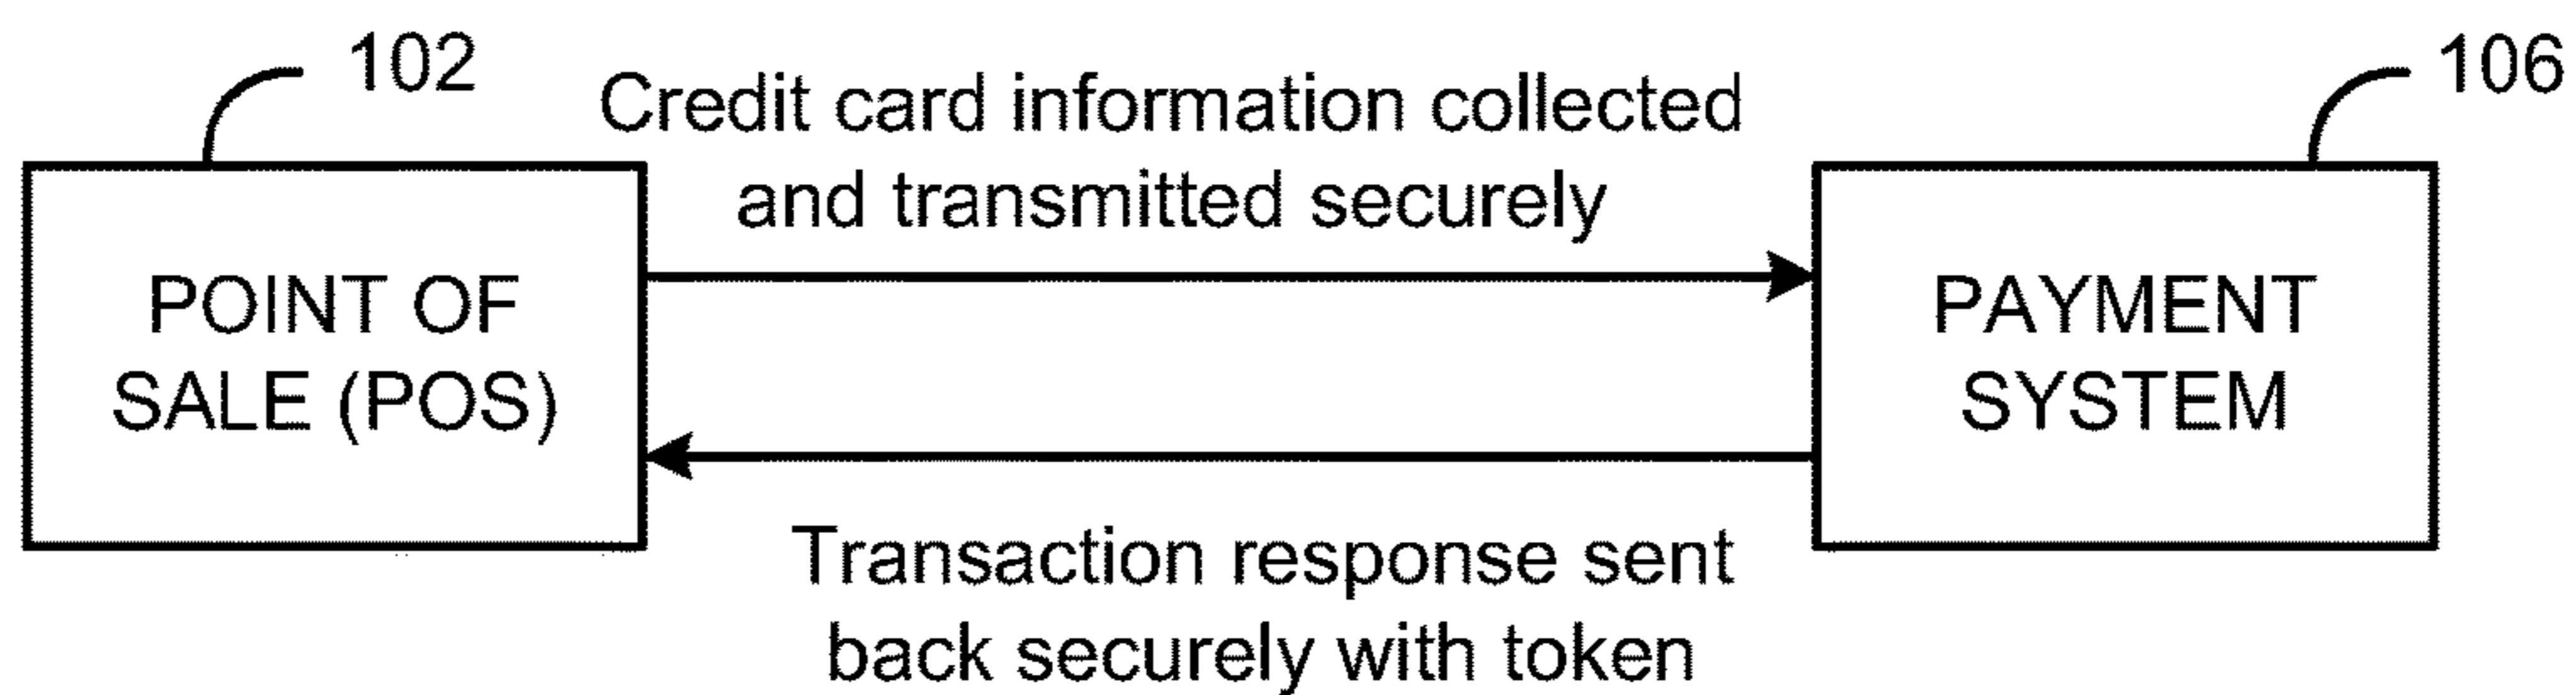 102
Credit card information collected
and transmitted securely
106
POINT OF
SALE (POS)
PAYMENT
SYSTEM
Transaction response sent
back securely with token